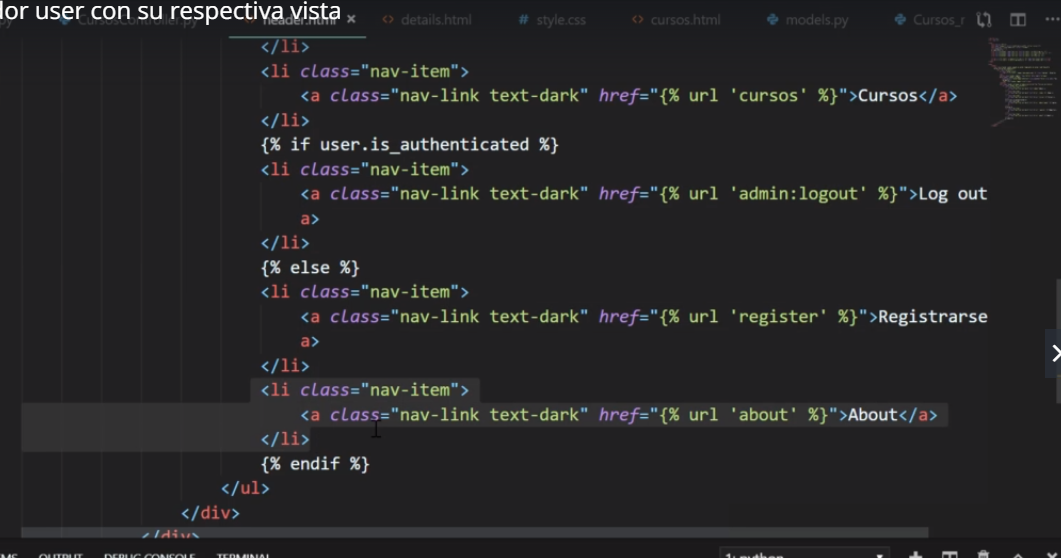 lor user con su respectiva vista
CursosController.py header.html × <> details.html # style.css <> cursos.html models.py Cursos_r
</li>
<li class="nav-item">
<a class="nav-link text-dark" href="{% url 'cursos' %}">Cursos</a>
</li>
{% if user.is_authenticated %}
<li class="nav-item">
<a class="nav-link text-dark" href="{% url 'admin:logout' %}">Log out
a>
</li>
{% else %}
<li class="nav-item">
<a class="nav-link text-dark" href="{% url 'register' %}">Registrarse
a>
</li>
<li class="nav-item">
<a class="nav-link text-dark" href="{% url 'about' %}">About</a>
</li>
{% endif %}
</ul>
</div>
</div>
MS OUTPUT DEBUG CONSOLE TERMINAL 1: python